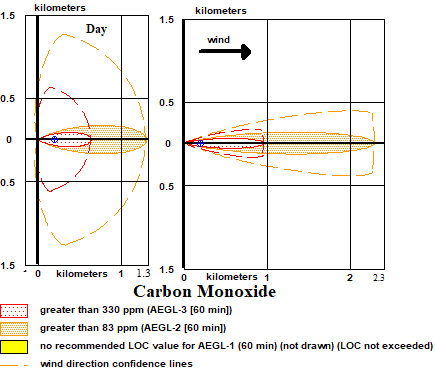 kilometers
1.5
Day
0.5
0
0.5
1.5
0
kilometers
1
1.3
kilometers
1.5
wind
0.5
0
0.5
1.5
0
kilometers
1
2
2.3
Carbon Monoxide
greater than 330 ppm (AEGL-3 [60 min])
greater than 83 ppm (AEGL-2 [60 min])
no recommended LOC value for AEGL-1 (60 min) (not drawn) (LOC not exceeded)
wind direction confidence lines